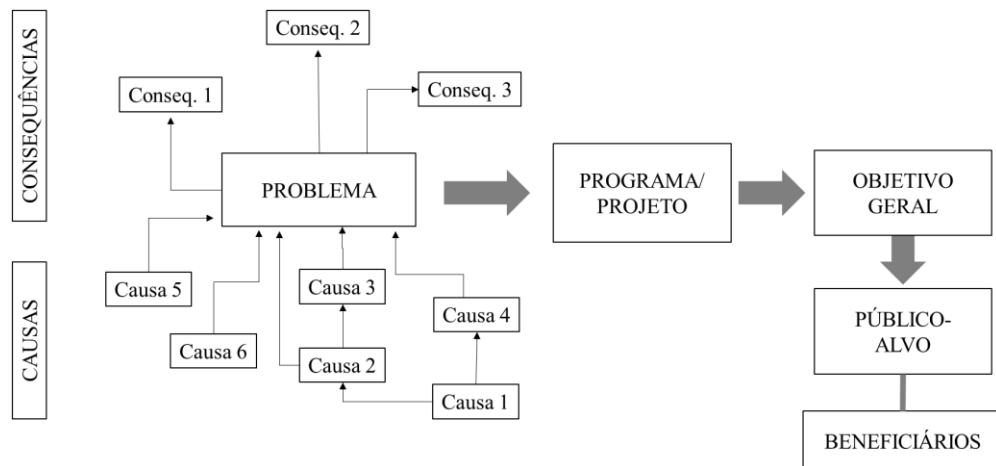 CONSEQUÊNCIAS
Conseq. 2
Conseq. 1
Conseq. 3
PROBLEMA
PROGRAMA/
PROJETO
OBJETIVO
GERAL
CAUSAS
Causa 5
Causa 3
Causa 4
Causa 6
Causa 2
Causa 1
PÚBLICO-
ALVO
BENEFICIÁRIOS